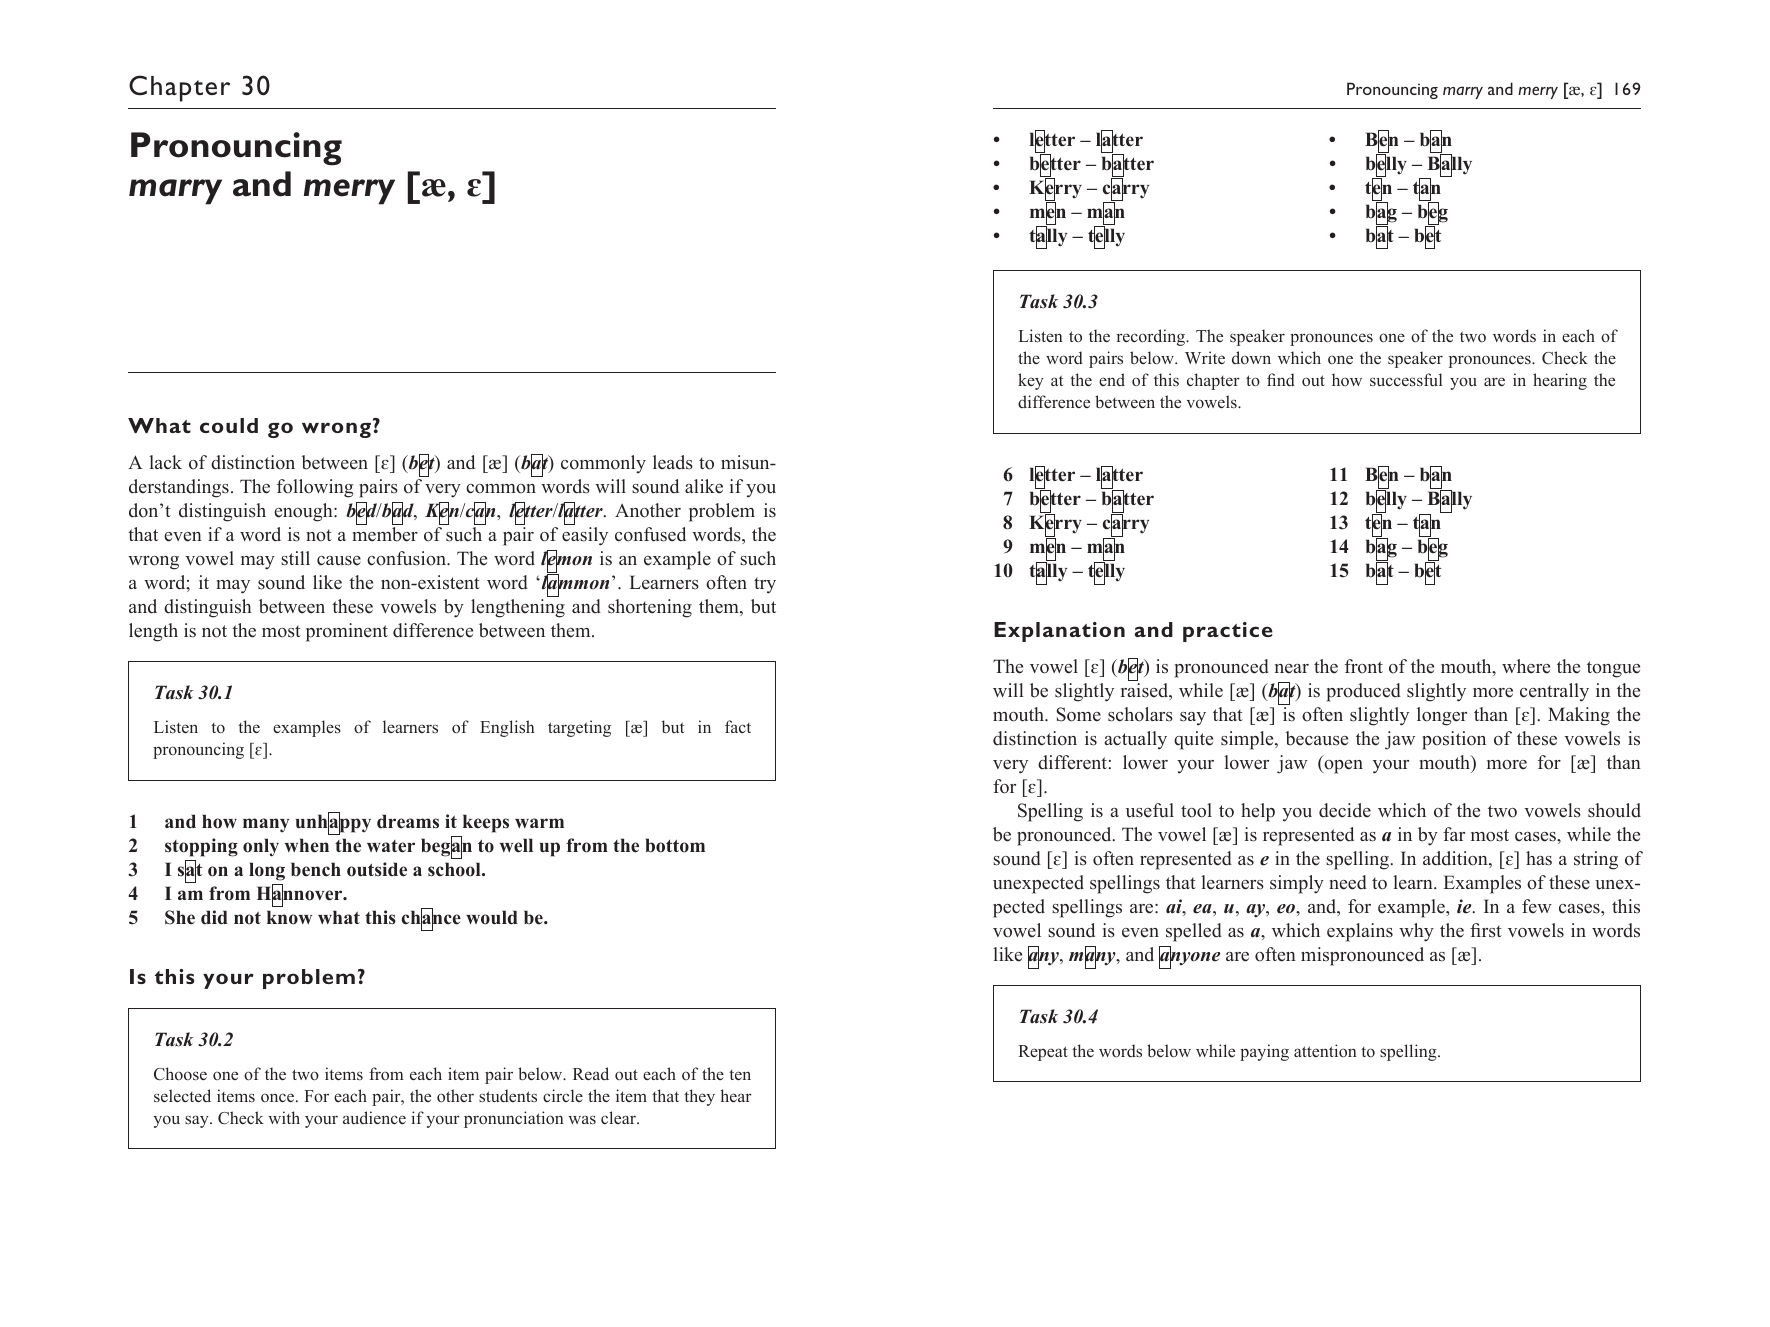 Chapter 30
Pronouncing
marry and merry [æ, ɛ]
What could go wrong?
A lack of distinction between [ɛ] (bet) and [æ] (bat) commonly leads to misun-
derstandings. The following pairs of very common words will sound alike if you
don’t distinguish enough: bed/bad, Ken/can, letter/latter. Another problem is
that even if a word is not a member of such a pair of easily confused words, the
wrong vowel may still cause confusion. The word lemon is an example of such
a word; it may sound like the non-existent word ‘lammon’. Learners often try
and distinguish between these vowels by lengthening and shortening them, but
length is not the most prominent difference between them.
Task 30.1
Listen to the examples of learners of English targeting [æ] but in fact
pronouncing [ɛ].
1 and how many unhappy dreams it keeps warm
2 stopping only when the water began to well up from the bottom
3 I sat on a long bench outside a school.
4 I am from Hannover.
5 She did not know what this chance would be.
Is this your problem?
Task 30.2
Choose one of the two items from each item pair below. Read out each of the ten
selected items once. For each pair, the other students circle the item that they hear
you say. Check with your audience if your pronunciation was clear.
Pronouncing marry and merry [æ, ɛ] 169
• letter – latter
• better – batter
• Kerry – carry
• men – man
• tally – telly
• Ben – ban
• belly – Bally
• ten – tan
• bag – beg
• bat – bet
Task 30.3
Listen to the recording. The speaker pronounces one of the two words in each of
the word pairs below. Write down which one the speaker pronounces. Check the
key at the end of this chapter to find out how successful you are in hearing the
difference between the vowels.
6 letter – latter
7 better – batter
8 Kerry – carry
9 men – man
10 tally – telly
11 Ben – ban
12 belly – Bally
13 ten – tan
14 bag – beg
15 bat – bet
Explanation and practice
The vowel [ɛ] (bet) is pronounced near the front of the mouth, where the tongue
will be slightly raised, while [æ] (bat) is produced slightly more centrally in the
mouth. Some scholars say that [æ] is often slightly longer than [ɛ]. Making the
distinction is actually quite simple, because the jaw position of these vowels is
very different: lower your lower jaw (open your mouth) more for [æ] than
for [ɛ].
Spelling is a useful tool to help you decide which of the two vowels should
be pronounced. The vowel [æ] is represented as a in by far most cases, while the
sound [ɛ] is often represented as e in the spelling. In addition, [ɛ] has a string of
unexpected spellings that learners simply need to learn. Examples of these unex-
pected spellings are: ai, ea, u, ay, eo, and, for example, ie. In a few cases, this
vowel sound is even spelled as a, which explains why the first vowels in words
like any, many, and anyone are often mispronounced as [æ].
Task 30.4
Repeat the words below while paying attention to spelling.